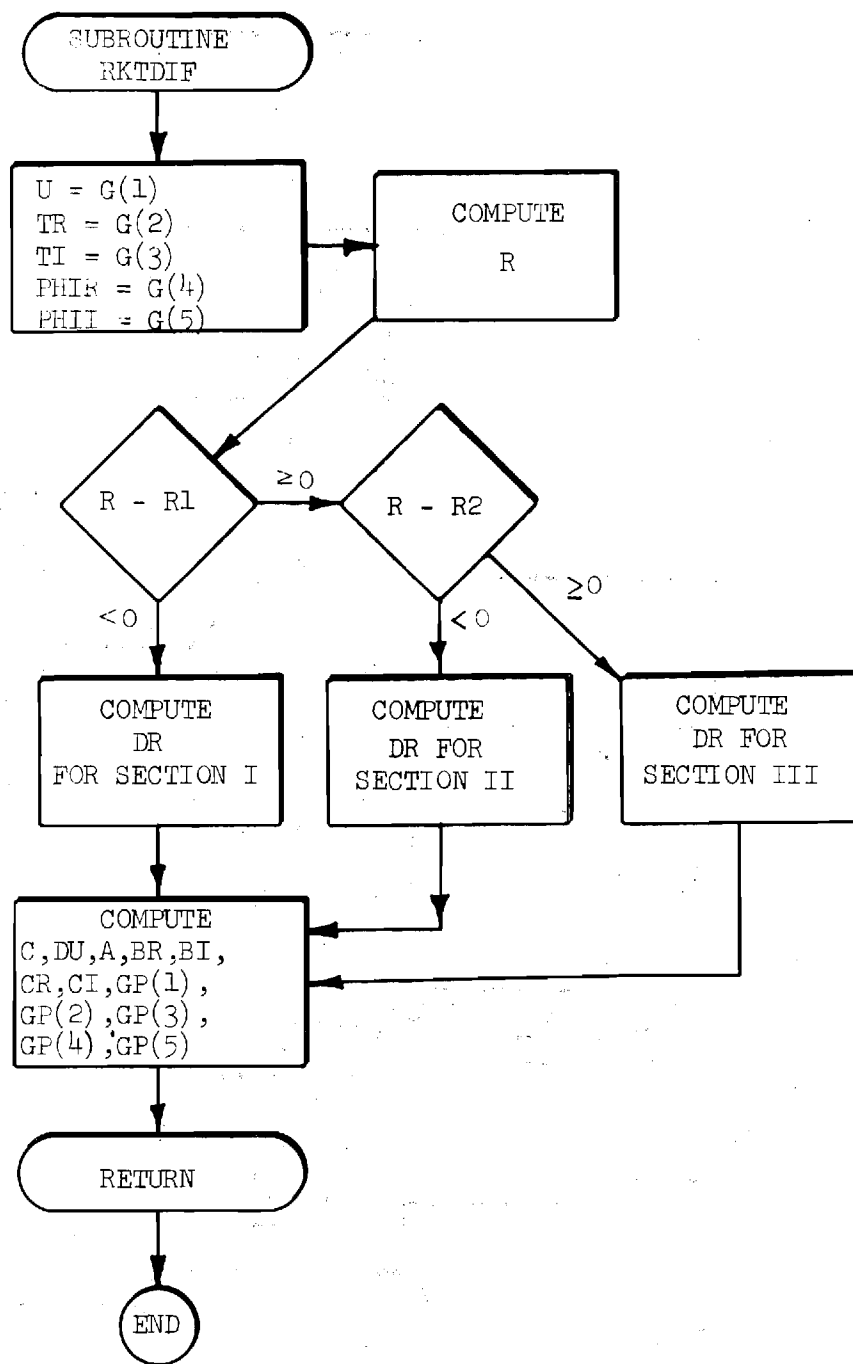 SUBROUTINE
RKTDIF
U = G(1)
TR = G(2)
TI = G(3)
PHIR = G(4)
PHII = G(5)
COMPUTE
R
R - R1
≥0
R - R2
<0
<0
≥0
COMPUTE
DR
FOR SECTION I
COMPUTE
DR FOR
SECTION II
COMPUTE
DR FOR
SECTION III
COMPUTE
C,DU,A,BR,BI,
CR,CI,GP(1),
GP(2),GP(3),
GP(4),GP(5)
RETURN
END